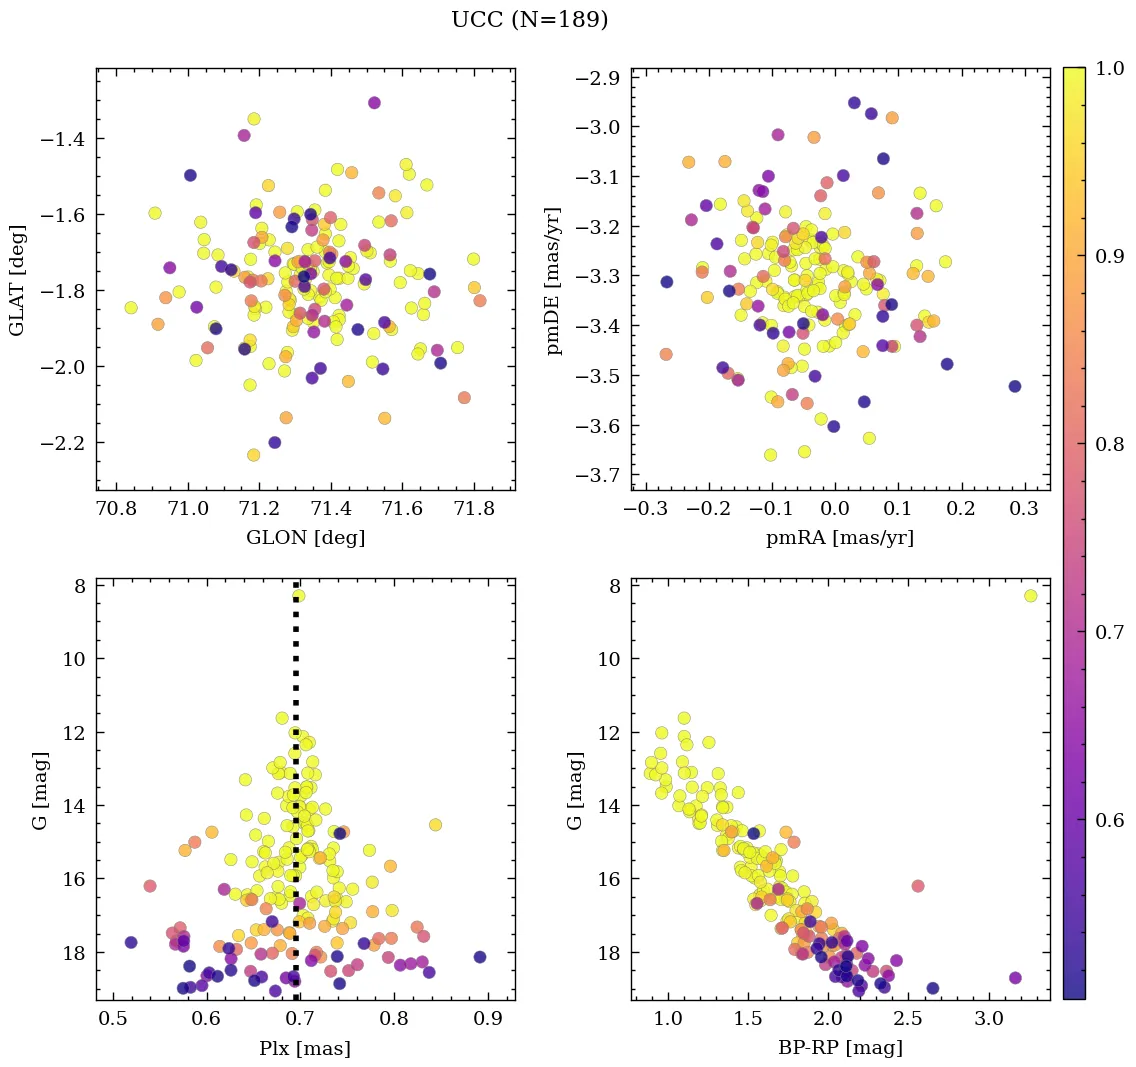 UCC (N=189)
−1.4
−1.6
−1.8
−2.0
−2.2
GLAT [deg]
70.8 71.0 71.2 71.4 71.6 71.8
GLON [deg]
−2.9
−3.0
−3.1
−3.2
−3.3
−3.4
−3.5
−3.6
−3.7
pmDE [mas/yr]
−0.3 −0.2 −0.1 0.0 0.1 0.2 0.3
pmRA [mas/yr]
8
10
12
14
16
18
G [mag]
0.5 0.6 0.7 0.8 0.9
Plx [mas]
8
10
12
14
16
18
G [mag]
1.0 1.5 2.0 2.5 3.0
BP-RP [mag]
1.0
0.9
0.8
0.7
0.6